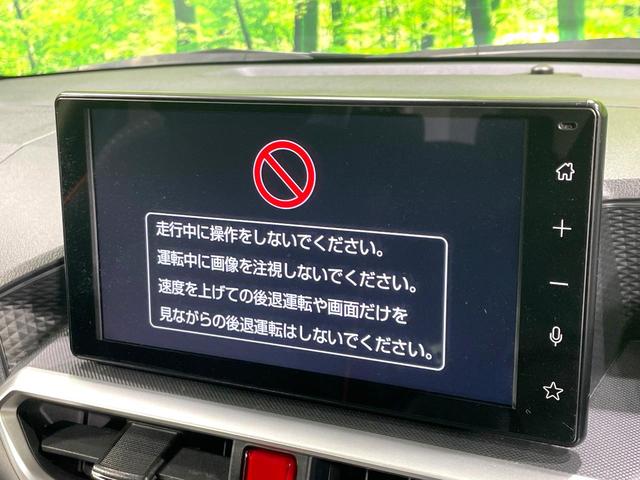 走行中に操作をしないでください。
運転中に画像を注視しないでください。
速度を上げての後退運転や画面だけを
見ながらの後退運転はしないでください。